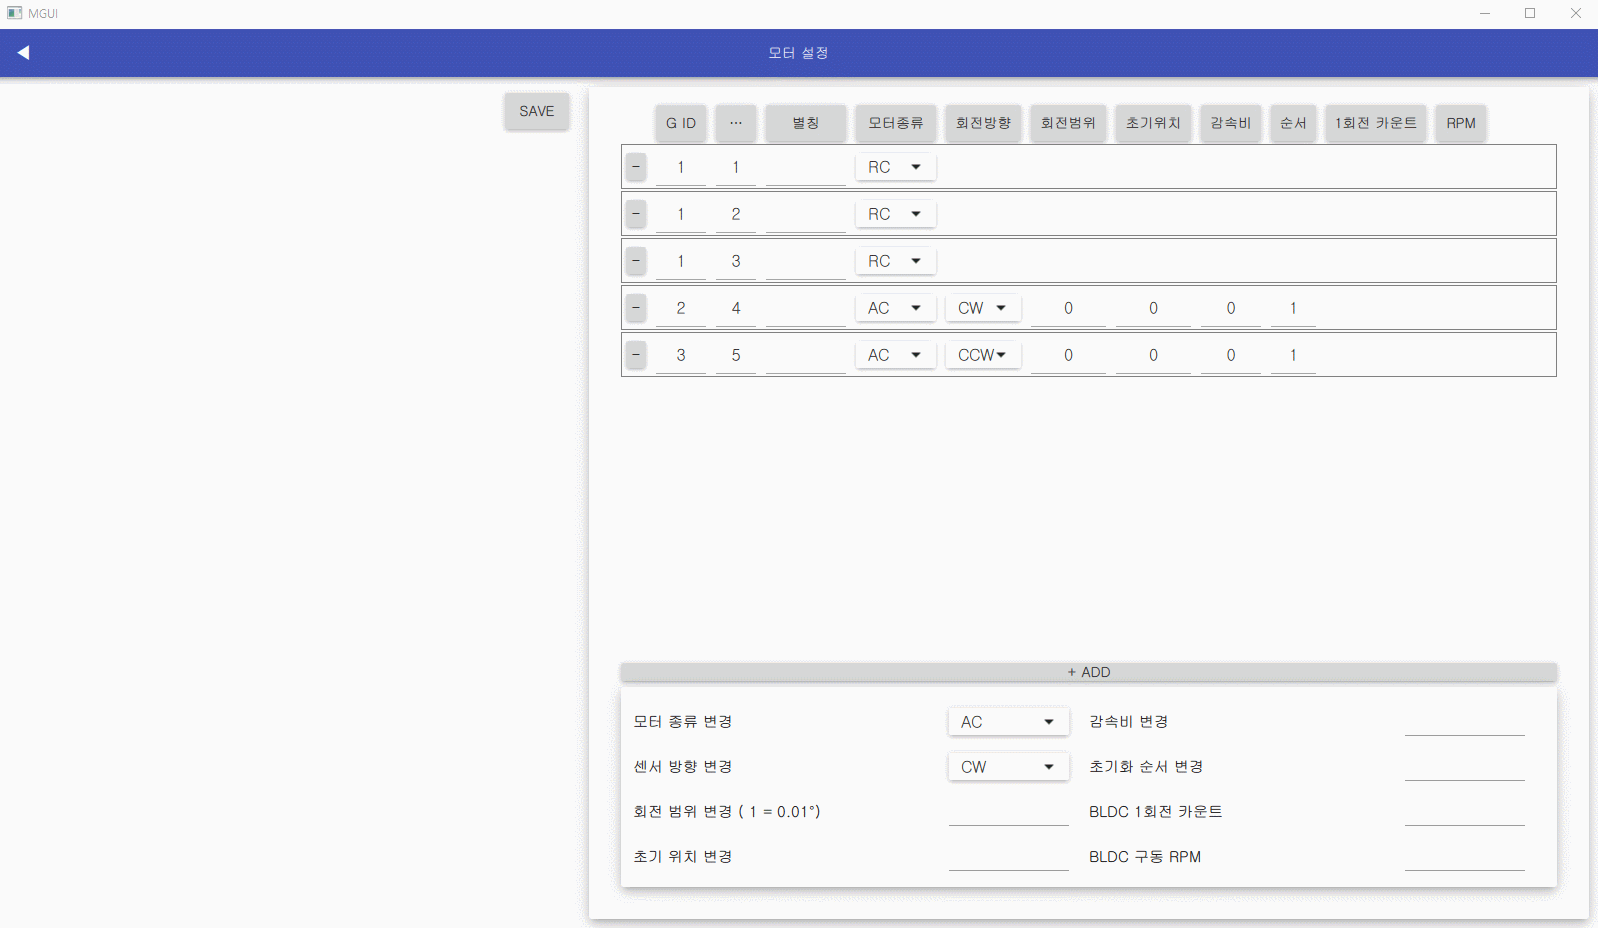 MGUI
모터 설정
SAVE
G ID ... 별칭 모터종류 회전방향 회전범위 초기위치 감속비 순서 1회전 카운트 RPM
- 1 1 RC
- 1 2 RC
- 1 3 RC
- 2 4 AC CW 0 0 0 1
- 3 5 AC CCW 0 0 0 1
+ ADD
모터 종류 변경 AC 감속비 변경
센서 방향 변경 CW 초기화 순서 변경
회전 범위 변경 ( 1 = 0.01°) BLDC 1회전 카운트
초기 위치 변경 BLDC 구동 RPM